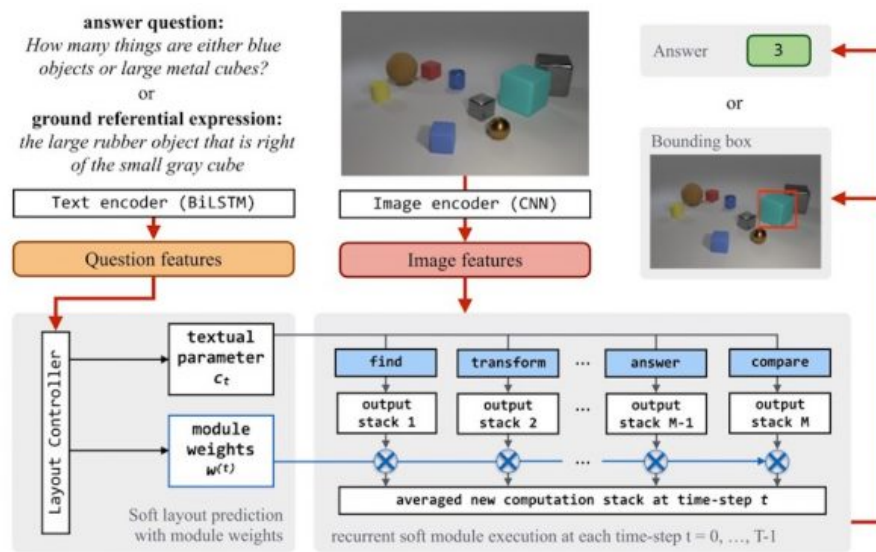 answer question:
How many things are either blue
objects or large metal cubes?
or
ground referential expression:
the large rubber object that is right
of the small gray cube
Text encoder (BiLSTM)
Question features
Image encoder (CNN)
Image features
Answer
3
or
Bounding box
Layout Controller
textual
parameter
cₜ
module
weights
w⁽ᵗ⁾
Soft layout prediction
with module weights
find
transform
...
answer
compare
output
stack 1
output
stack 2
...
output
stack M-1
output
stack M
...
averaged new computation stack at time-step t
recurrent soft module execution at each time-step t = 0, ..., T-1